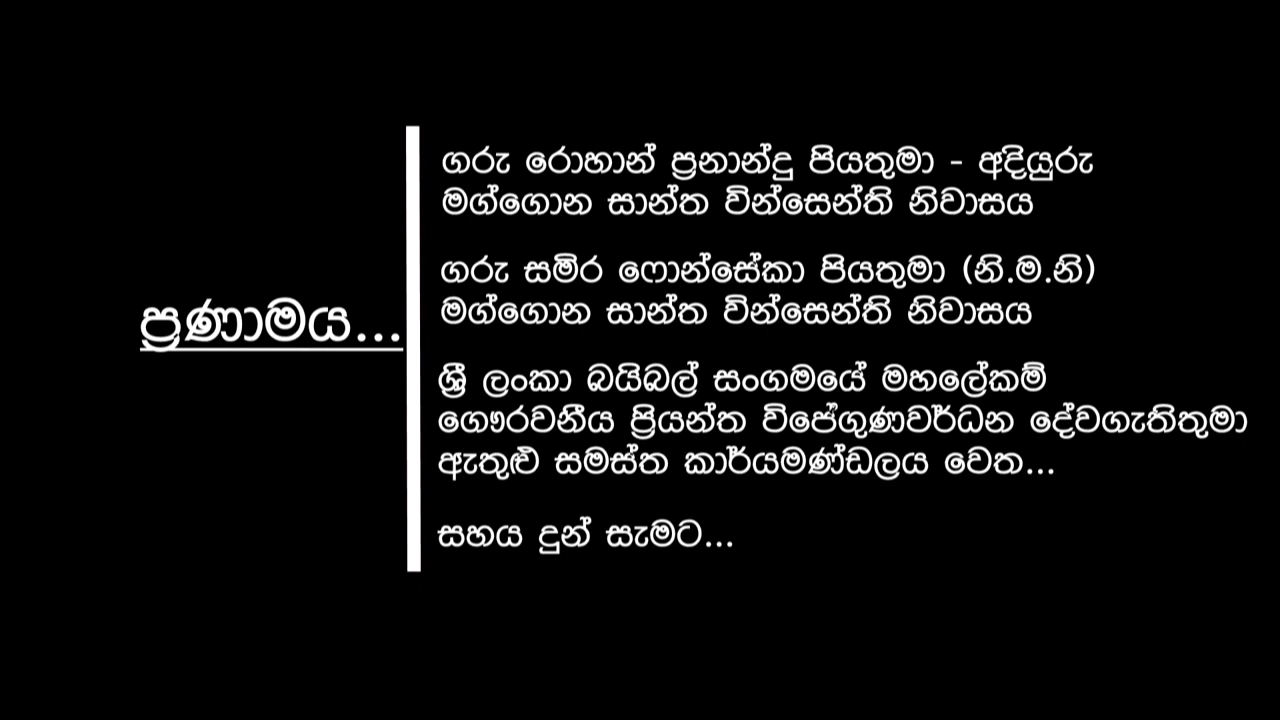 ප්‍රණාමය...
ගරු රොහාන් ප්‍රනාන්දු පියතුමා - අදියුරු
මග්ගොන සාන්ත වින්සෙන්ති නිවාසය
ගරු සමිර ෆොන්සේකා පියතුමා (නි.ම.නි)
මග්ගොන සාන්ත වින්සෙන්ති නිවාසය
ශ්‍රී ලංකා බයිබල් සංගමයේ මහලේකම්
ගෞරවනීය ප්‍රියන්ත විජේගුණවර්ධන දේවගැතිතුමා
ඇතුළු සමස්ත කාර්යමණ්ඩලය වෙත...
සහය දුන් සැමට...